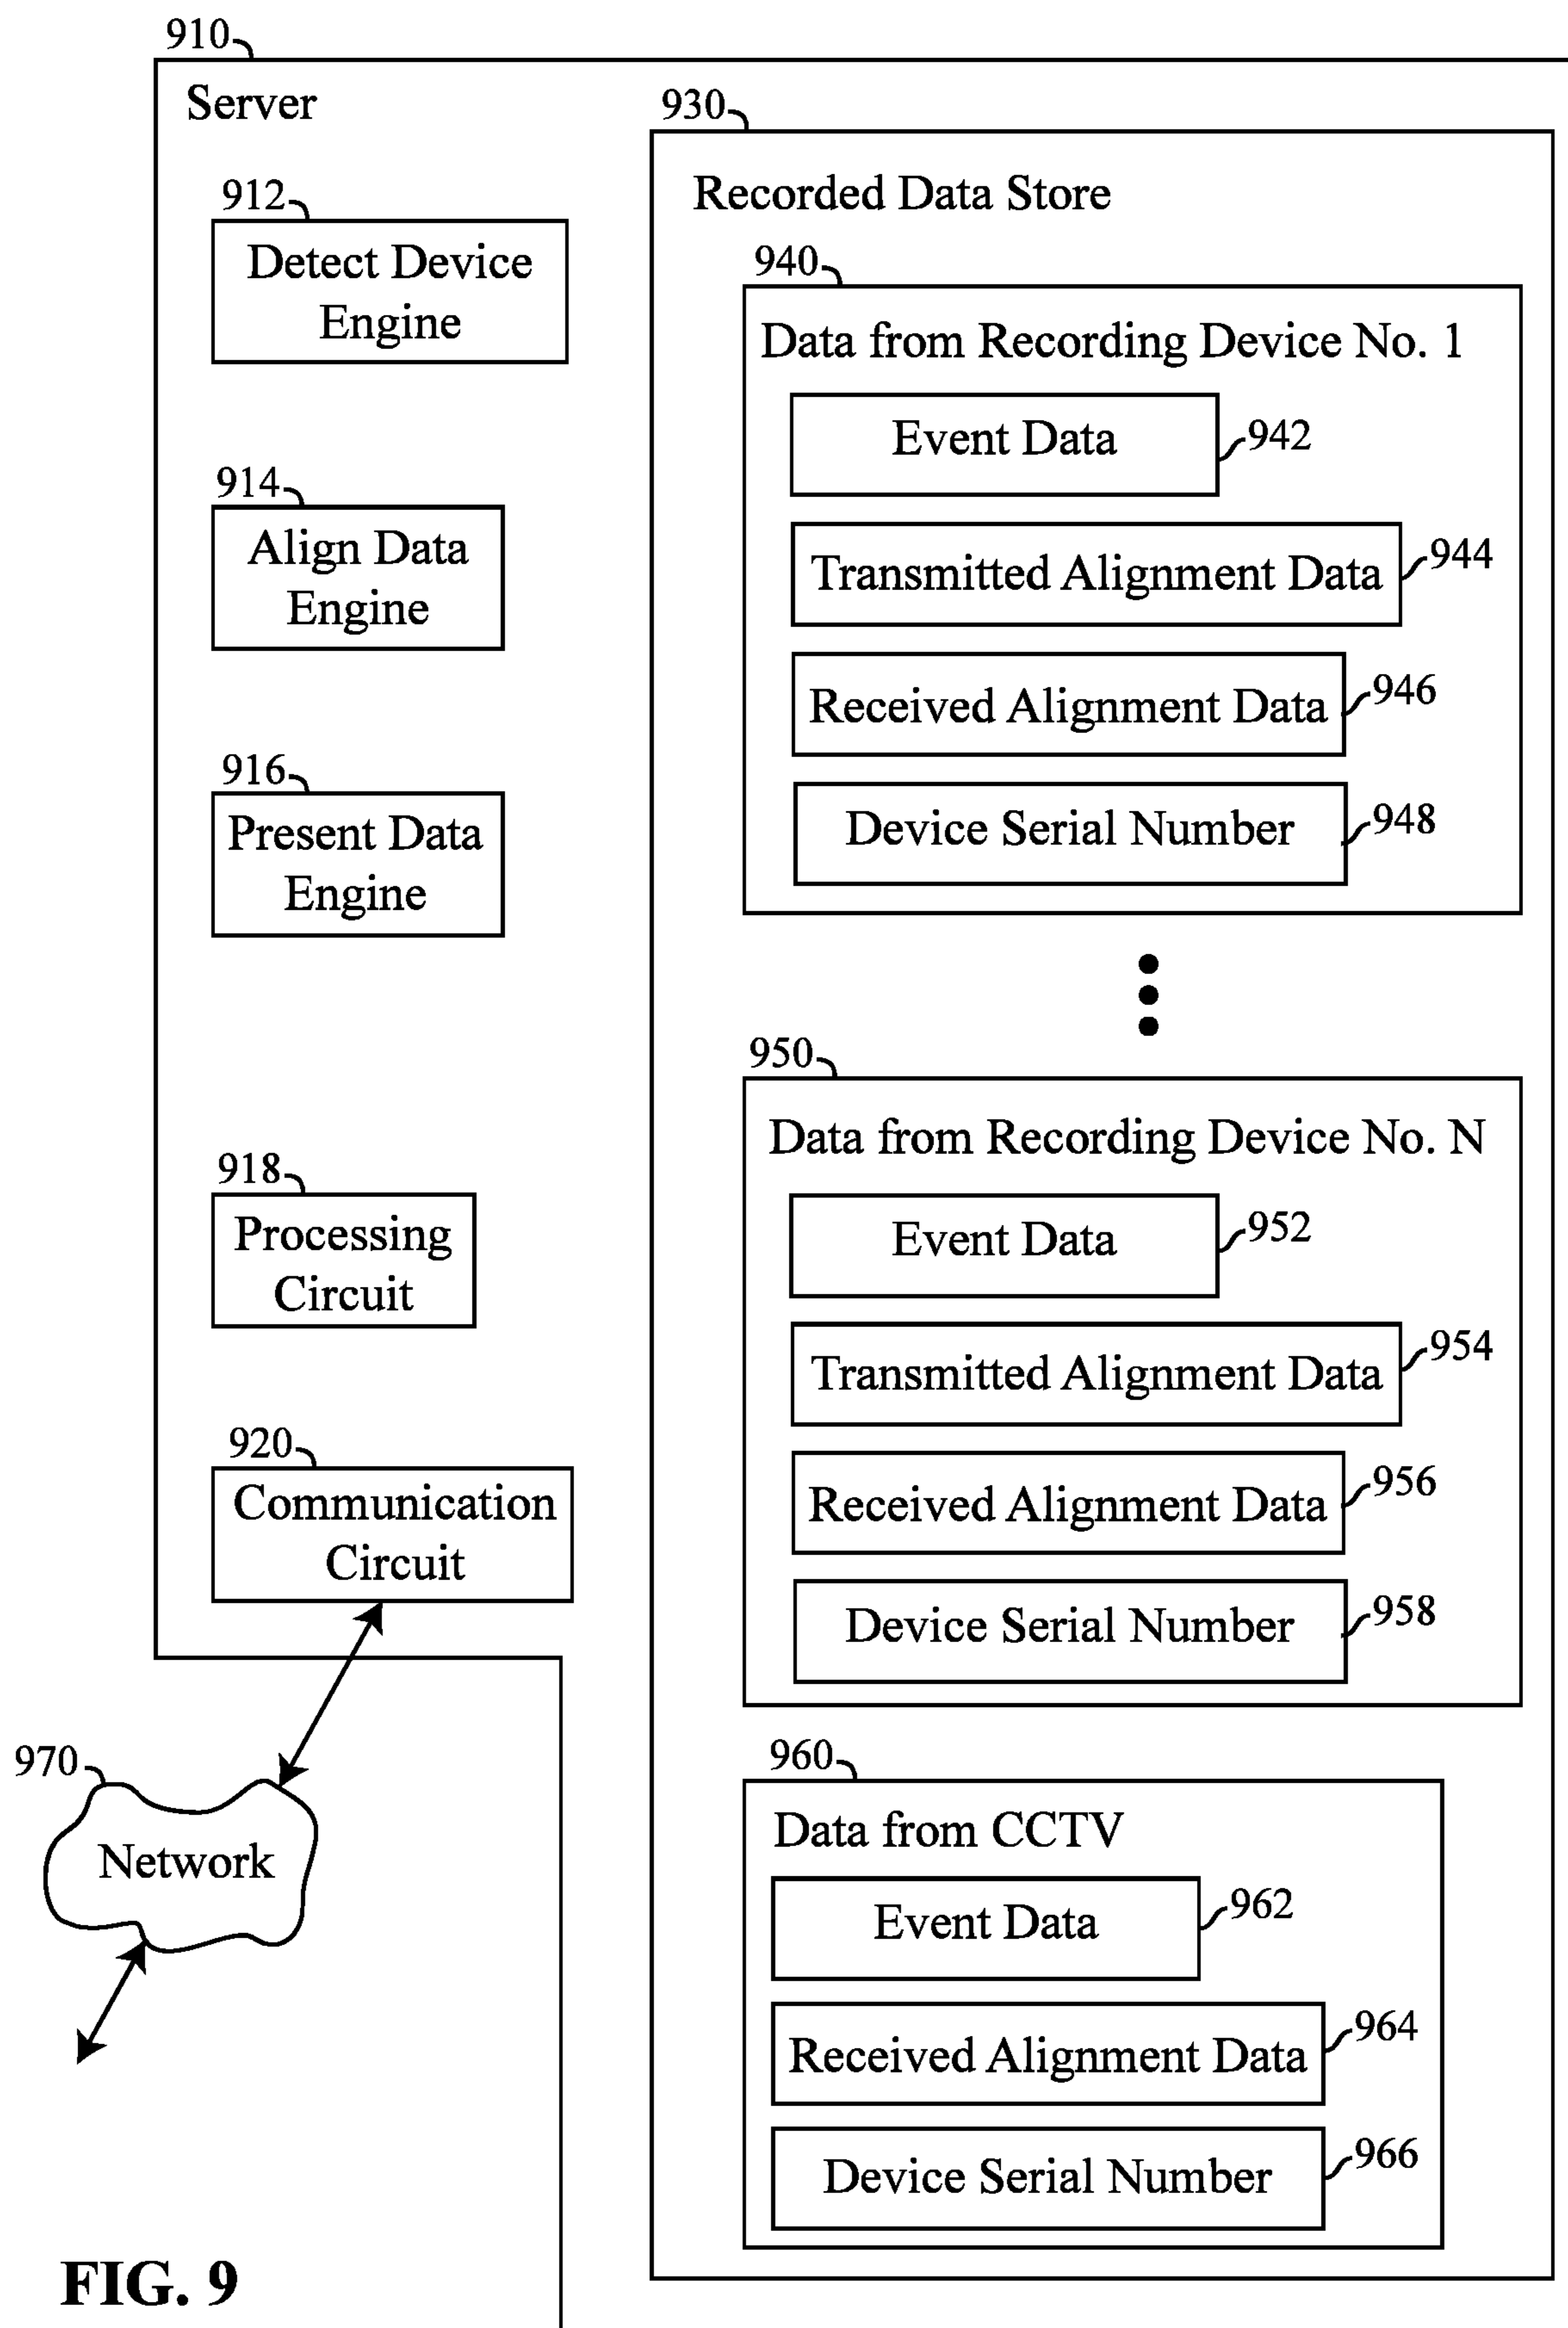 910
Server
912
Detect Device
Engine
914
Align Data
Engine
916
Present Data
Engine
918
Processing
Circuit
920
Communication
Circuit
970
Network
930
Recorded Data Store
940
Data from Recording Device No. 1
Event Data
942
Transmitted Alignment Data
944
Received Alignment Data
946
Device Serial Number
948
950
Data from Recording Device No. N
Event Data
952
Transmitted Alignment Data
954
Received Alignment Data
956
Device Serial Number
958
960
Data from CCTV
Event Data
962
Received Alignment Data
964
Device Serial Number
966
FIG. 9